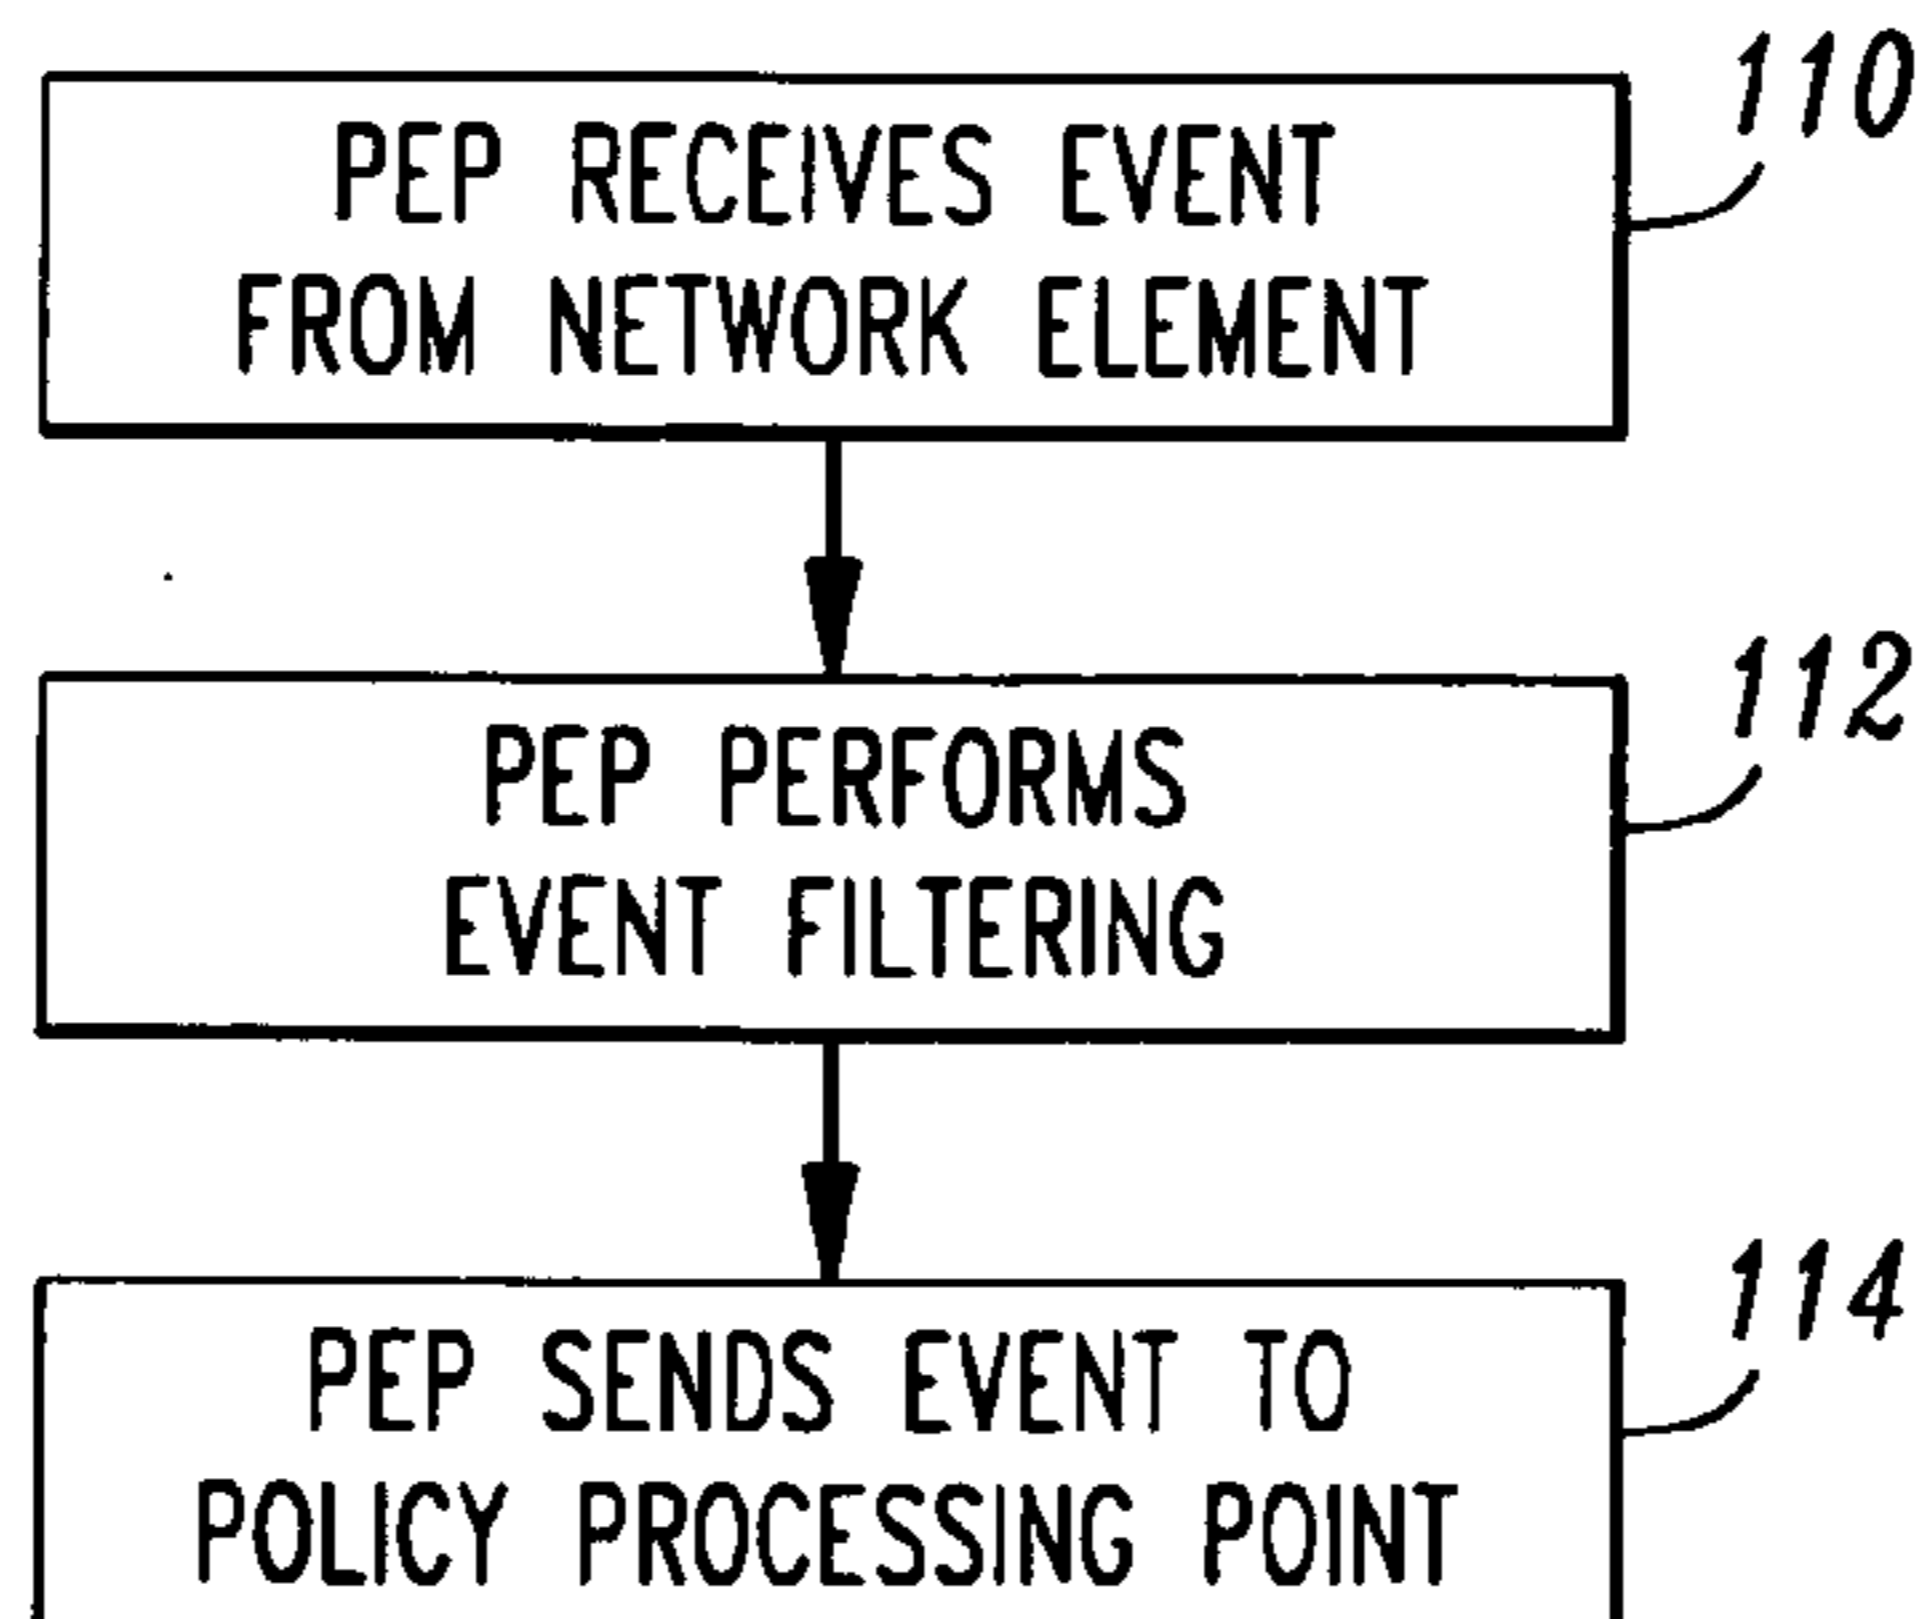 110
PEP RECEIVES EVENT
FROM NETWORK ELEMENT
112
PEP PERFORMS
EVENT FILTERING
114
PEP SENDS EVENT TO
POLICY PROCESSING POINT